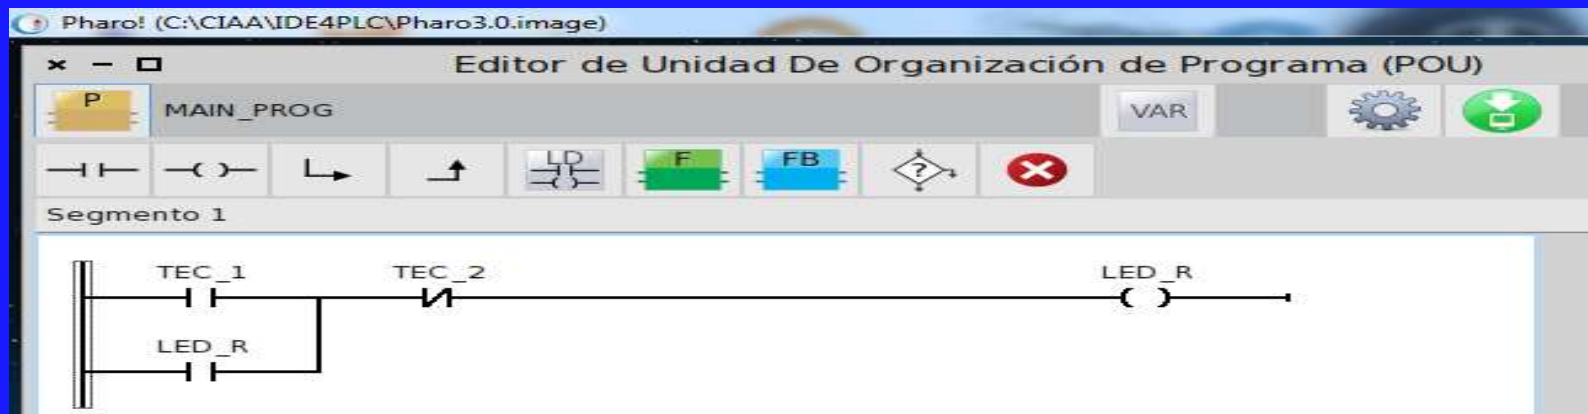 Pharo! (C:\CIAA\IDE4PLC\Pharo3.0.image)
Editor de Unidad De Organización de Programa (POU)
P MAIN_PROG VAR
LD F FB ?
Segmento 1
TEC_1 TEC_2 LED_R
LED_R